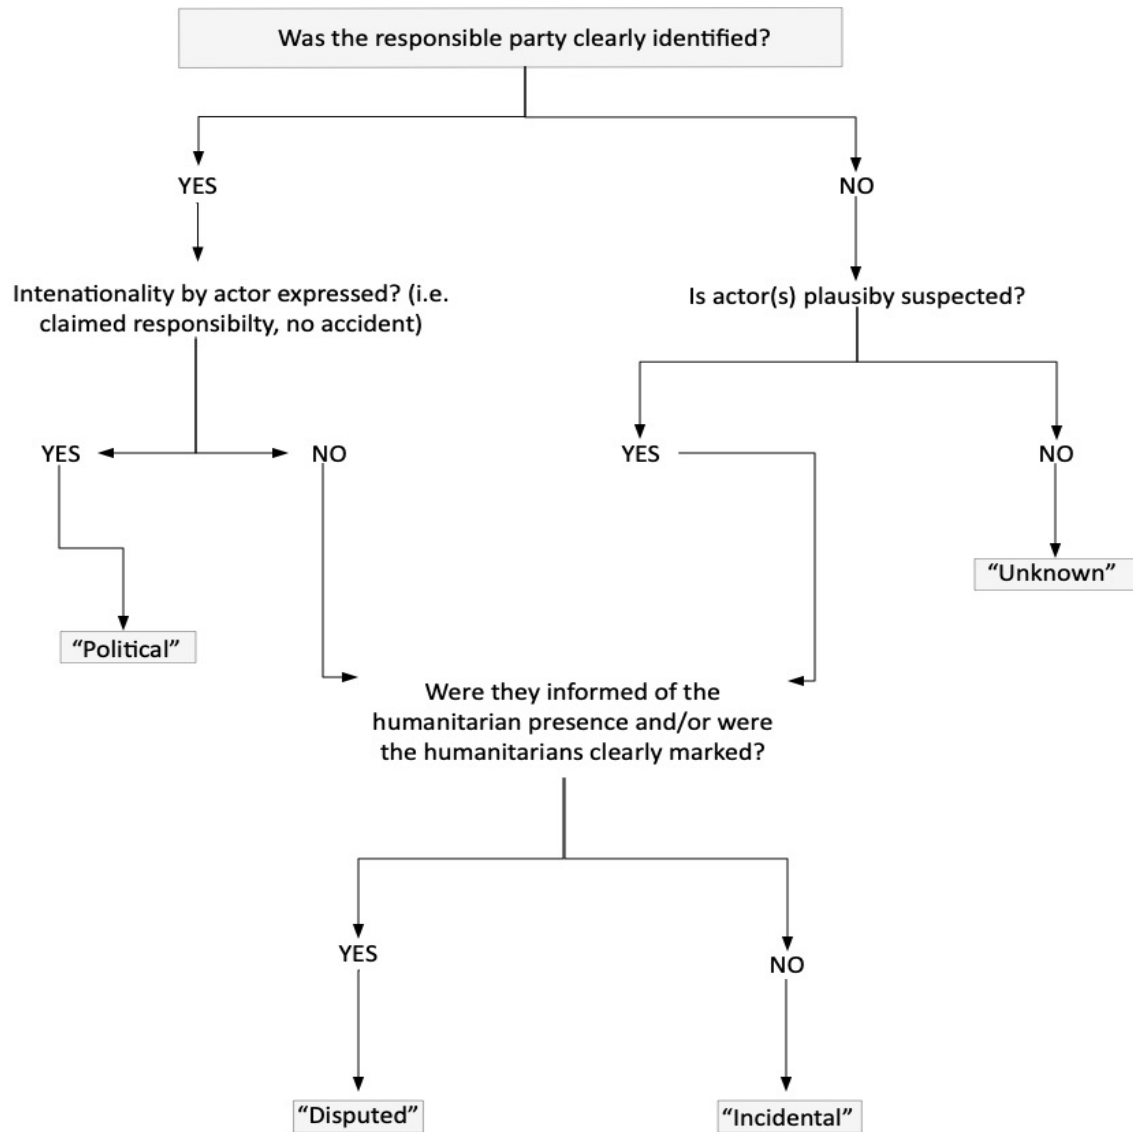 Was the responsible party clearly identified?
YES
NO
Intenationality by actor expressed? (i.e.
claimed responsibilty, no accident)
Is actor(s) plausiby suspected?
YES
NO
YES
NO
"Unknown"
"Political"
Were they informed of the
humanitarian presence and/or were
the humanitarians clearly marked?
YES
NO
"Disputed"
"Incidental"